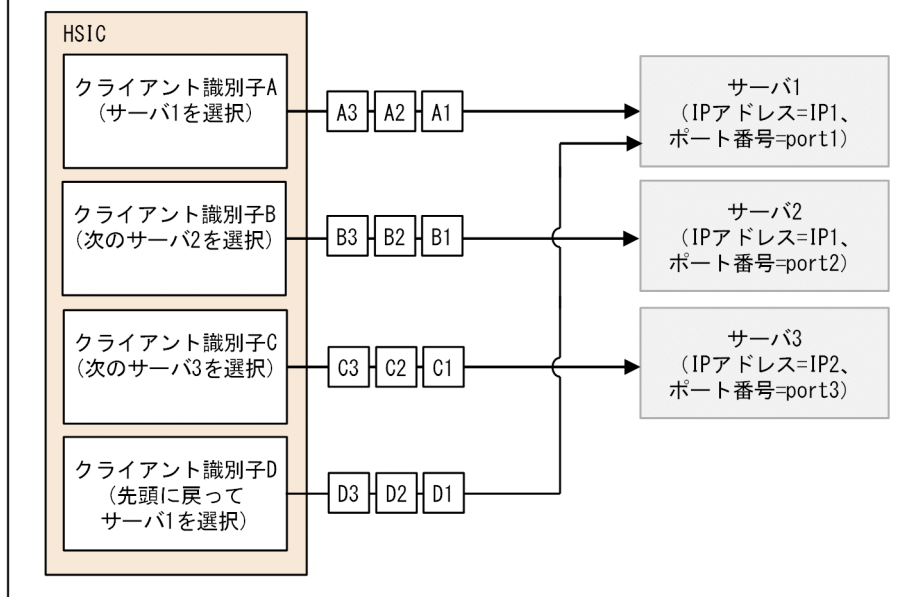 HSIC
クライアント識別子A
(サーバ1を選択)
A3
A2
A1
サーバ1
(IPアドレス=IP1、
ポート番号=port1)
クライアント識別子B
(次のサーバ2を選択)
B3
B2
B1
サーバ2
(IPアドレス=IP1、
ポート番号=port2)
クライアント識別子C
(次のサーバ3を選択)
C3
C2
C1
サーバ3
(IPアドレス=IP2、
ポート番号=port3)
クライアント識別子D
(先頭に戻って
サーバ1を選択)
D3
D2
D1